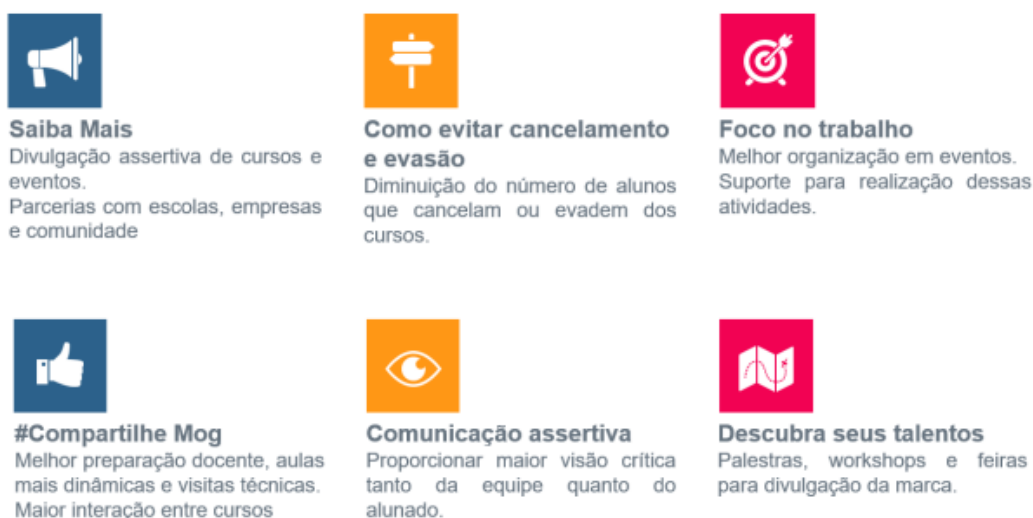 Saiba Mais
Divulgação assertiva de cursos e
eventos.
Parcerias com escolas, empresas
e comunidade
Como evitar cancelamento
e evasão
Diminuição do número de alunos
que cancelam ou evadem dos
cursos.
Foco no trabalho
Melhor organização em eventos.
Suporte para realização dessas
atividades.
#Compartilhe Mog
Melhor preparação docente, aulas
mais dinâmicas e visitas técnicas.
Maior interação entre cursos
Comunicação assertiva
Proporcionar maior visão crítica
tanto da equipe quanto do
alunado.
Descubra seus talentos
Palestras, workshops e feiras
para divulgação da marca.